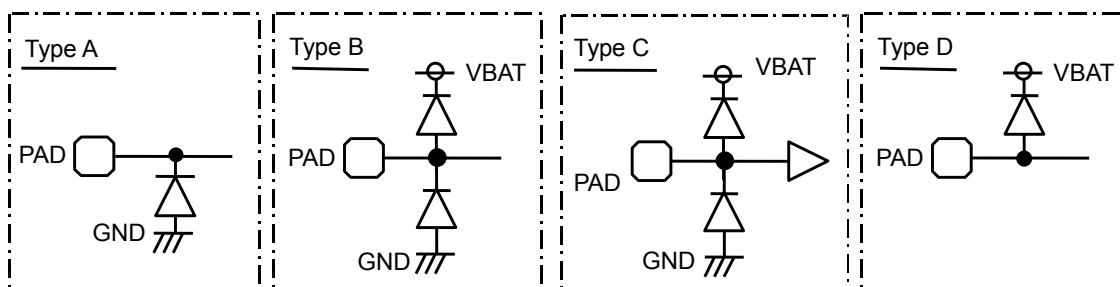 Type A
PAD
GND
Type B
VBAT
PAD
GND
Type C
VBAT
PAD
GND
Type D
VBAT
PAD